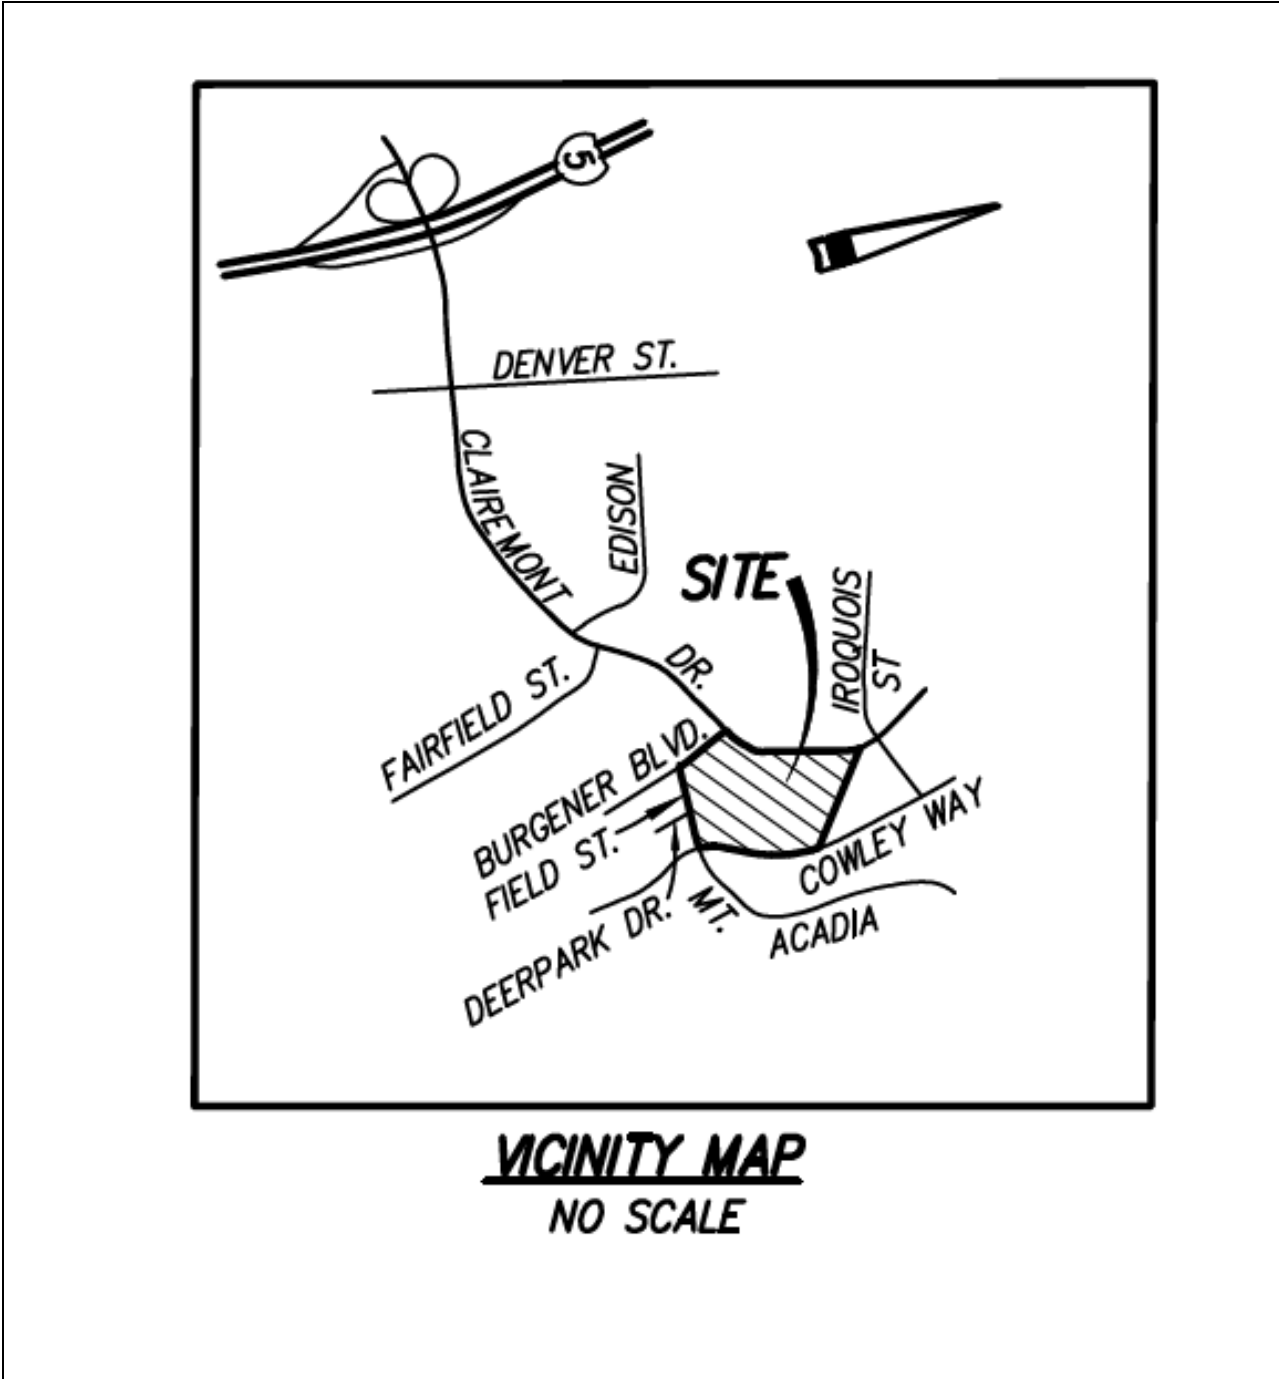 5
DENVER ST.
CLAIREMONT
EDISON
SITE
IROQUOIS
ST
DR.
FAIRFIELD ST.
BURGENER BLVD.
FIELD ST.
COWLEY WAY
DEERPARK DR.
MT.
ACADIA
VICINITY MAP
NO SCALE